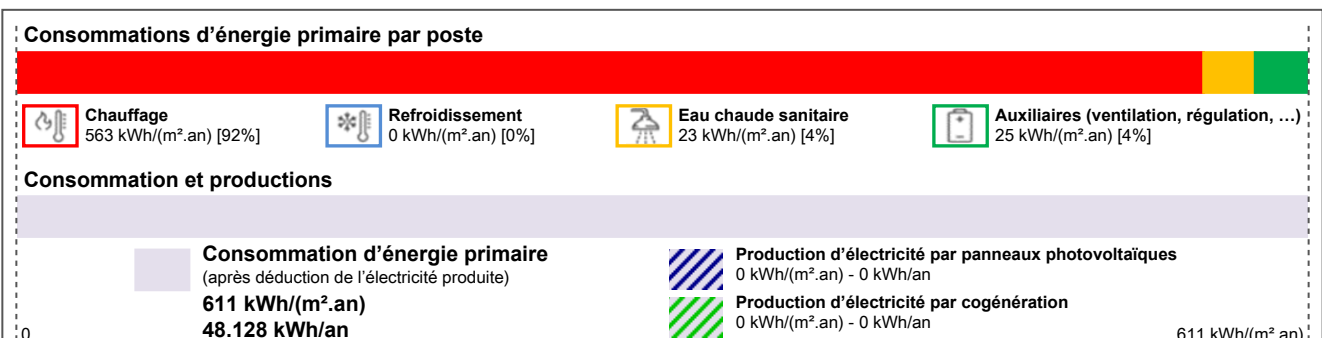 Consommations d’énergie primaire par poste
Chauffage
563 kWh/(m².an) [92%]
Refroidissement
0 kWh/(m².an) [0%]
Eau chaude sanitaire
23 kWh/(m².an) [4%]
Auxiliaires (ventilation, régulation, …)
25 kWh/(m².an) [4%]
Consommation et productions
Consommation d’énergie primaire
(après déduction de l’électricité produite)
611 kWh/(m².an)
48.128 kWh/an
Production d’électricité par panneaux photovoltaïques
0 kWh/(m².an) - 0 kWh/an
Production d’électricité par cogénération
0 kWh/(m².an) - 0 kWh/an
0
611 kWh/(m².an)